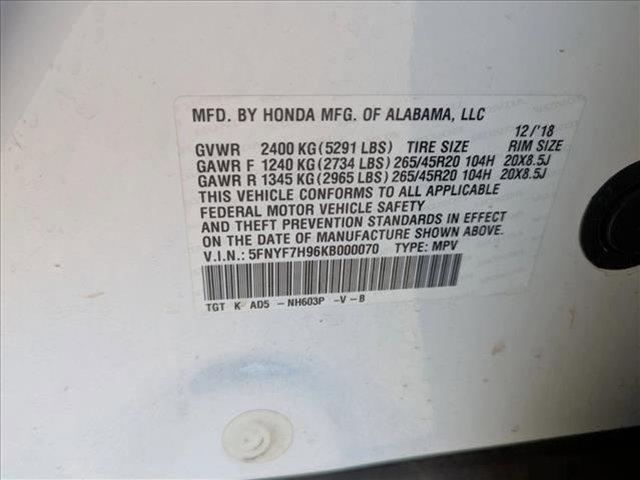 MFD. BY HONDA MFG. OF ALABAMA, LLC
12/'18
GVWR 2400 KG (5291 LBS) TIRE SIZE RIM SIZE
GAWR F 1240 KG (2734 LBS) 265/45R20 104H 20X8.5J
GAWR R 1345 KG (2965 LBS) 265/45R20 104H 20X8.5J
THIS VEHICLE CONFORMS TO ALL APPLICABLE
FEDERAL MOTOR VEHICLE SAFETY
AND THEFT PREVENTION STANDARDS IN EFFECT
ON THE DATE OF MANUFACTURE SHOWN ABOVE.
V.I.N.: 5FNYF7H96KB000070 TYPE: MPV
TGT K AD5 - NH603P -V-B